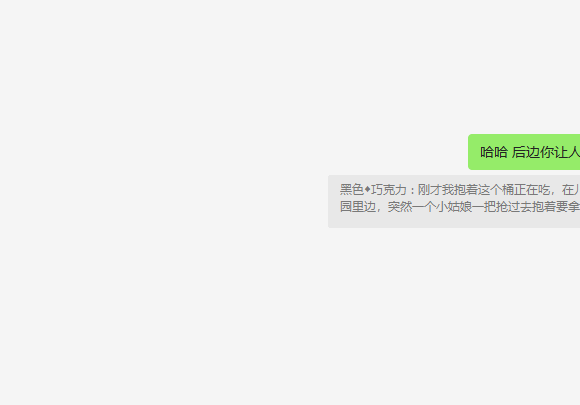 哈哈 后边你让人
黑色◆巧克力：刚才我抱着这个桶正在吃，在
园里边，突然一个小姑娘一把抢过去抱着要拿